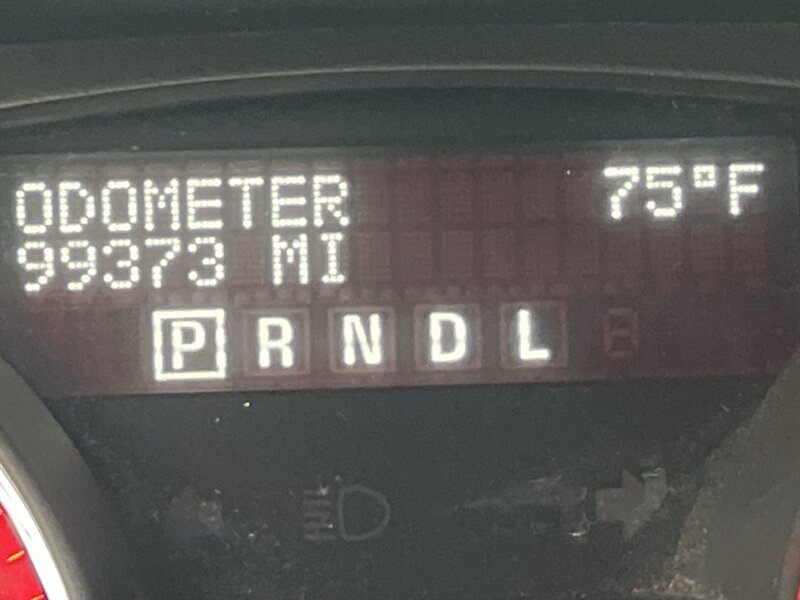 ODOMETER 75°F
99373 MI
P R N D L